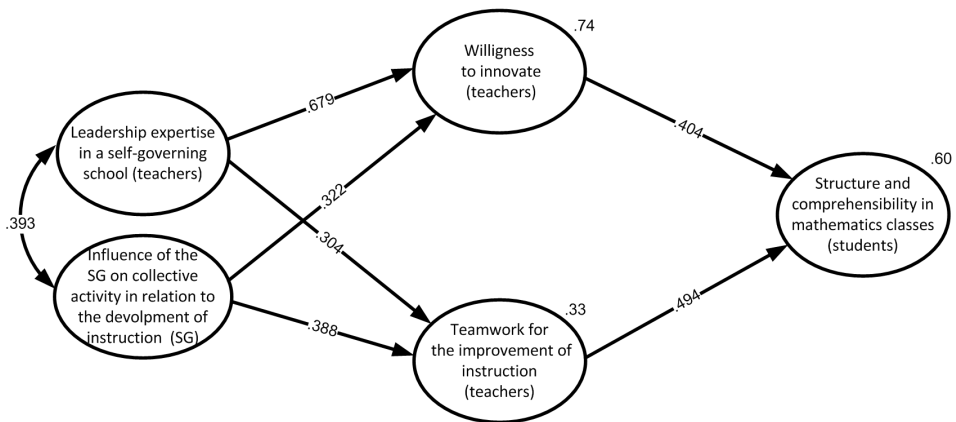 .74
Willigness
to innovate
(teachers)
.679
Leadership expertise
in a self-governing
school (teachers)
.404
.60
.322
Structure and
comprehensibility in
mathematics classes
(students)
.393
.304
Influence of the
SG on collective
activity in relation to
the devolpment of
instruction (SG)
.494
.33
.388
Teamwork for
the improvement of
instruction
(teachers)